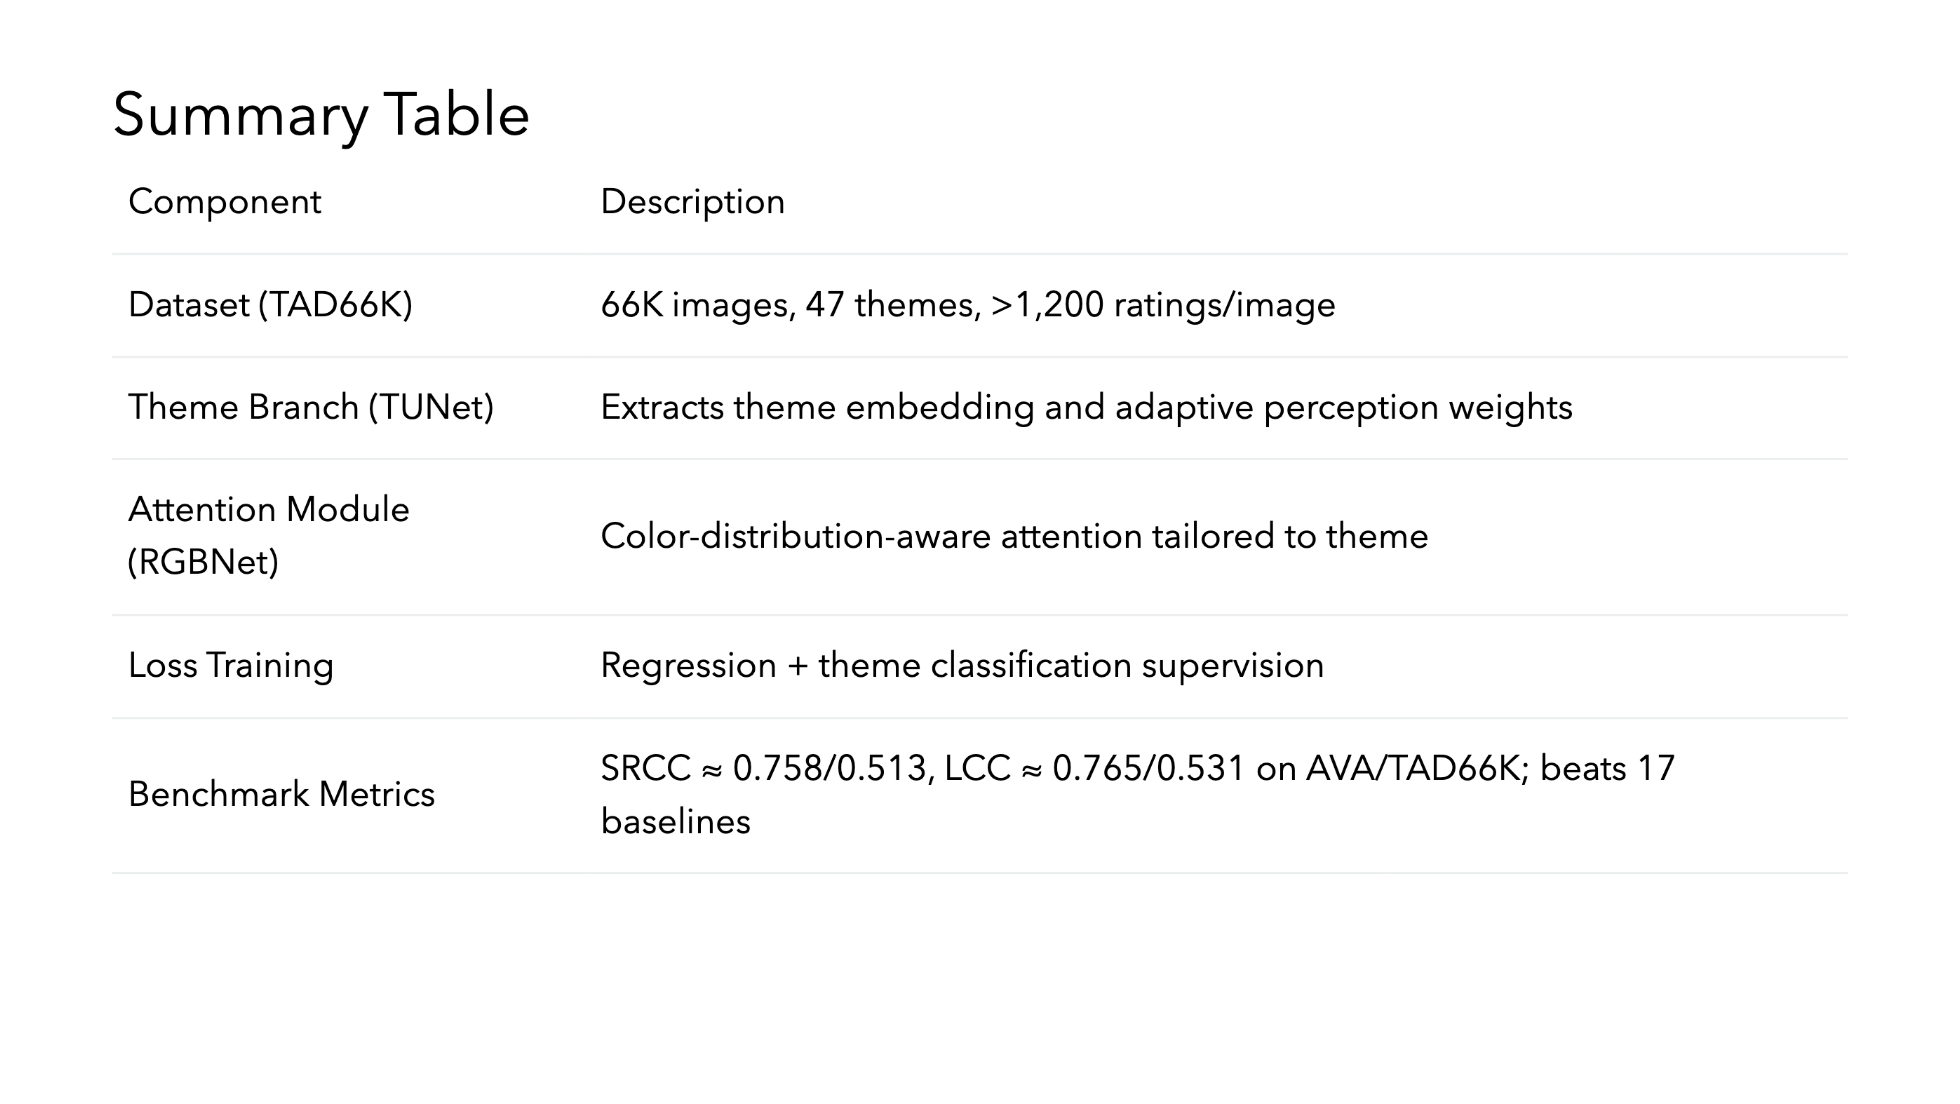 Summary Table
Component
Description
Dataset (TAD66K)
66K images, 47 themes, >1,200 ratings/image
Theme Branch (TUNet)
Extracts theme embedding and adaptive perception weights
Attention Module
(RGBNet)
Color-distribution-aware attention tailored to theme
Loss Training
Regression + theme classification supervision
Benchmark Metrics
SRCC ≈ 0.758/0.513, LCC ≈ 0.765/0.531 on AVA/TAD66K; beats 17
baselines